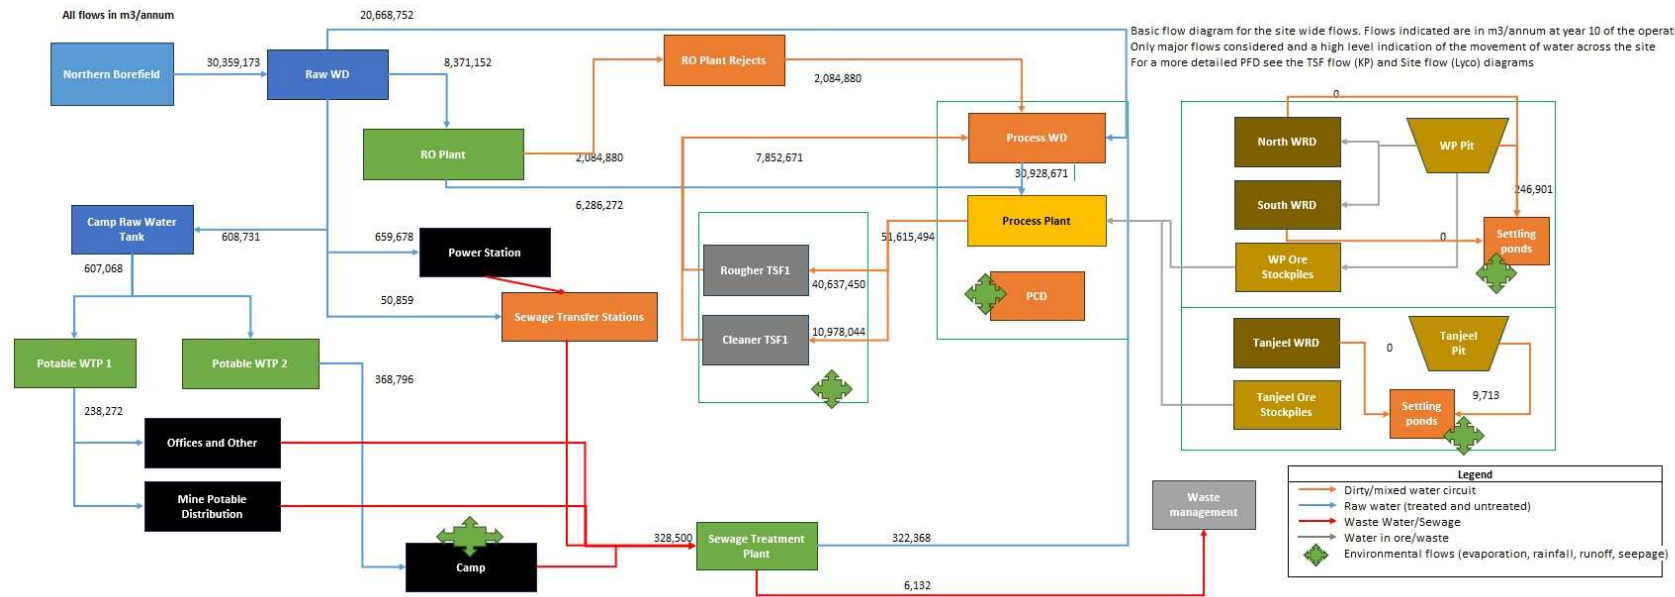 All flows in m3/annum
20,668,752
Basic flow diagram for the site wide flows. Flows indicated are in m3/annum at year 10 of the operati
Only major flows considered and a high level indication of the movement of water across the site
For a more detailed PFD see the TSF flow (KP) and Site flow (Lyco) diagrams
Northern Borefield
30,359,173
Raw WD
8,371,152
RO Plant Rejects
2,084,880
0
RO Plant
2,084,880
7,852,671
Process WD
30,928,671
North WRD
WP Pit
246,901
6,286,272
Camp Raw Water
Tank
608,731
659,678
Power Station
51,615,494
Process Plant
South WRD
0
Settling
ponds
607,068
Rougher TSF1
40,637,450
PCD
WP Ore
Stockpiles
50,859
Sewage Transfer Stations
Cleaner TSF1
10,978,044
Potable WTP 1
Potable WTP 2
368,796
Tanjeel WRD
0
Tanjeel
Pit
238,272
Tanjeel Ore
Stockpiles
Settling
ponds
9,713
Offices and Other
Mine Potable
Distribution
Camp
328,500
Sewage Treatment
Plant
322,368
6,132
Waste
management
Legend
Dirty/mixed water circuit
Raw water (treated and untreated)
Waste Water/Sewage
Water in ore/waste
Environmental flows (evaporation, rainfall, runoff, seepage)